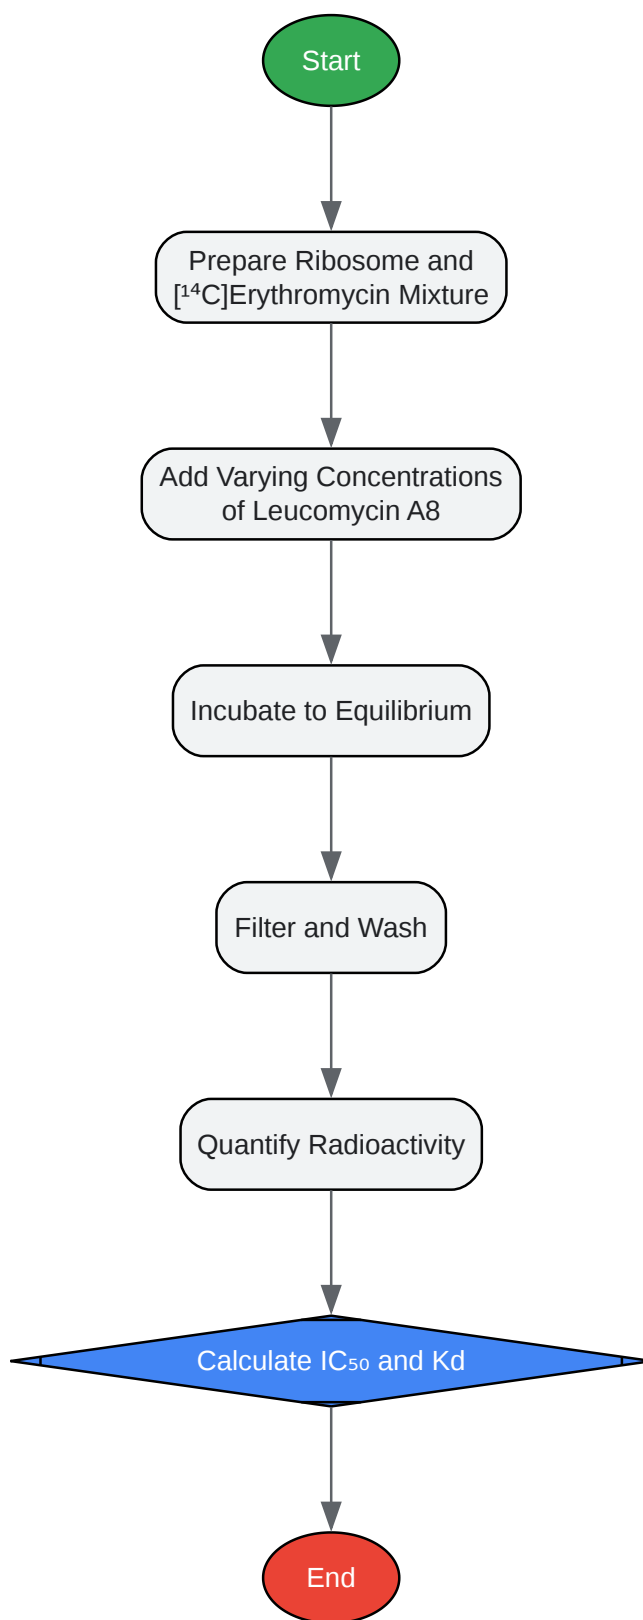 Start
Prepare Ribosome and
[¹⁴C]Erythromycin Mixture
Add Varying Concentrations
of Leucomycin A8
Incubate to Equilibrium
Filter and Wash
Quantify Radioactivity
Calculate IC₅₀ and Kd
End